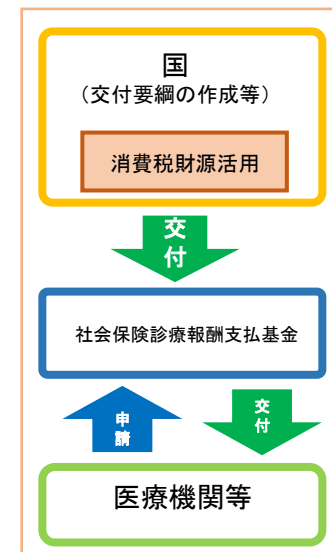 国
（交付要綱の作成等）
消費税財源活用
交
付
社会保険診療報酬支払基金
申
請
交
付
医療機関等